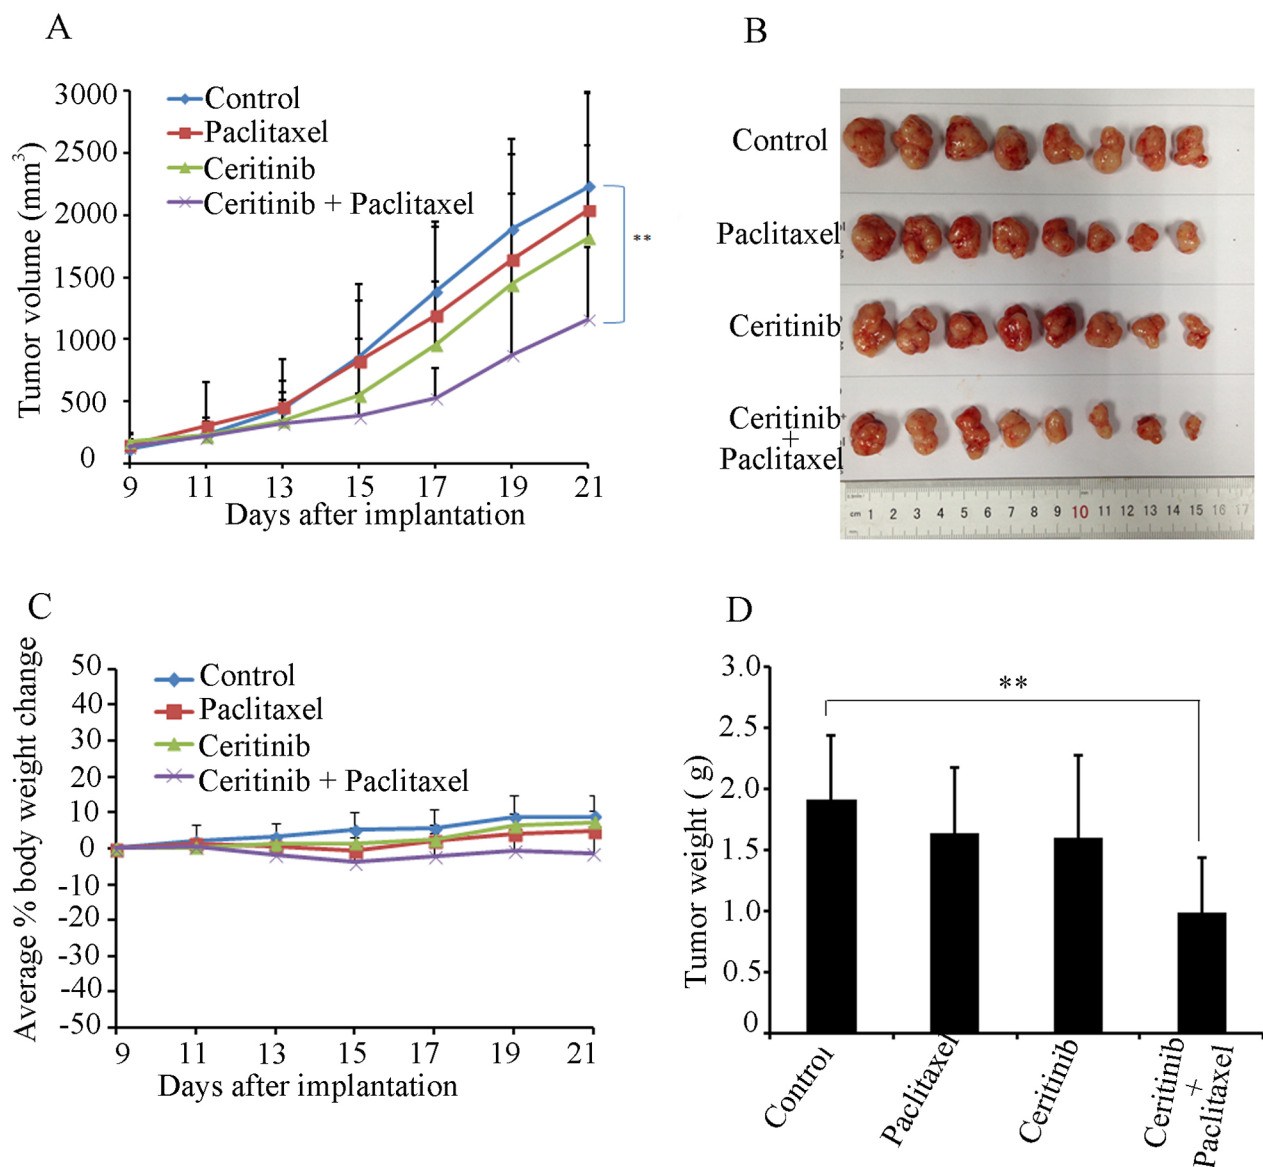 A
3000
2500
2000
1500
1000
500
0
Tumor volume (mm³)
Control
Paclitaxel
Ceritinib
Ceritinib + Paclitaxel
**
9 11 13 15 17 19 21
Days after implantation
B
Control
Paclitaxel
Ceritinib
Ceritinib
+
Paclitaxel
cm 1 2 3 4 5 6 7 8 9 10 11 12 13 14 15 16 17
C
50
40
30
20
10
0
-10
-20
-30
-40
-50
Average % body weight change
Control
Paclitaxel
Ceritinib
Ceritinib + Paclitaxel
9 11 13 15 17 19 21
Days after implantation
D
3.0
2.5
2.0
1.5
1.0
0.5
0
Tumor weight ( g)
**
Control
Paclitaxel
Ceritinib
Ceritinib
+
Paclitaxel